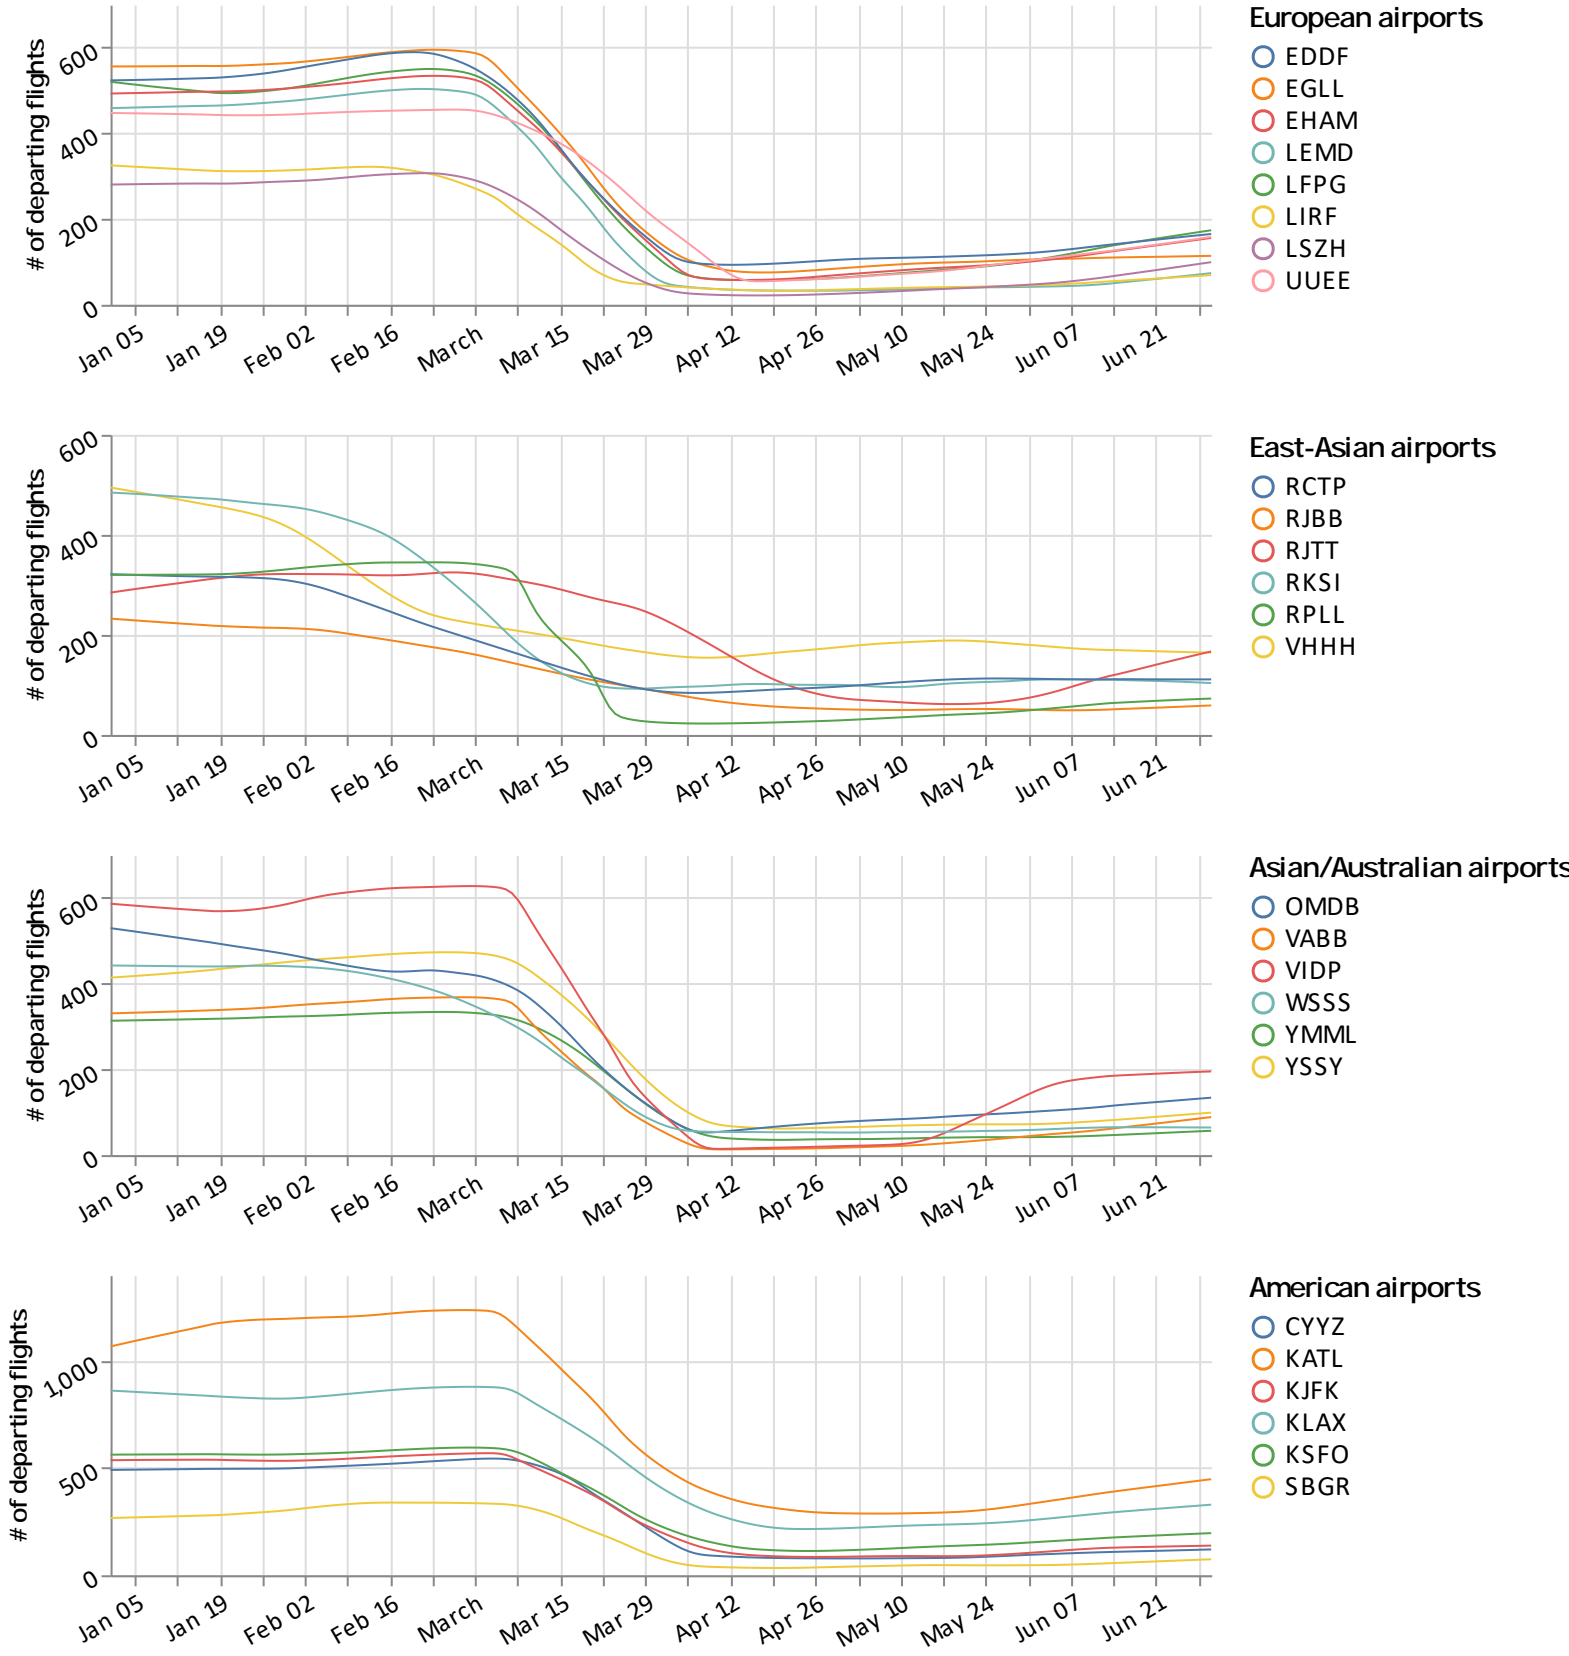 European airports
# of departing flights
600
400
200
0
Jan 05
Jan 19
Feb 02
Feb 16
March
Mar 15
Mar 29
Apr 12
Apr 26
May 10
May 24
Jun 07
Jun 21
EDDF
EGLL
EHAM
LEMD
LFPG
LIRF
LSZH
UUEE
East-Asian airports
# of departing flights
600
400
200
0
Jan 05
Jan 19
Feb 02
Feb 16
March
Mar 15
Mar 29
Apr 12
Apr 26
May 10
May 24
Jun 07
Jun 21
RCTP
RJBB
RJTT
RKSI
RPLL
VHHH
Asian/Australian airports
# of departing flights
600
400
200
0
Jan 05
Jan 19
Feb 02
Feb 16
March
Mar 15
Mar 29
Apr 12
Apr 26
May 10
May 24
Jun 07
Jun 21
OMDB
VABB
VIDP
WSSS
YMML
YSSY
American airports
# of departing flights
1,000
500
0
Jan 05
Jan 19
Feb 02
Feb 16
March
Mar 15
Mar 29
Apr 12
Apr 26
May 10
May 24
Jun 07
Jun 21
CYYZ
KATL
KJFK
KLAX
KSFO
SBGR